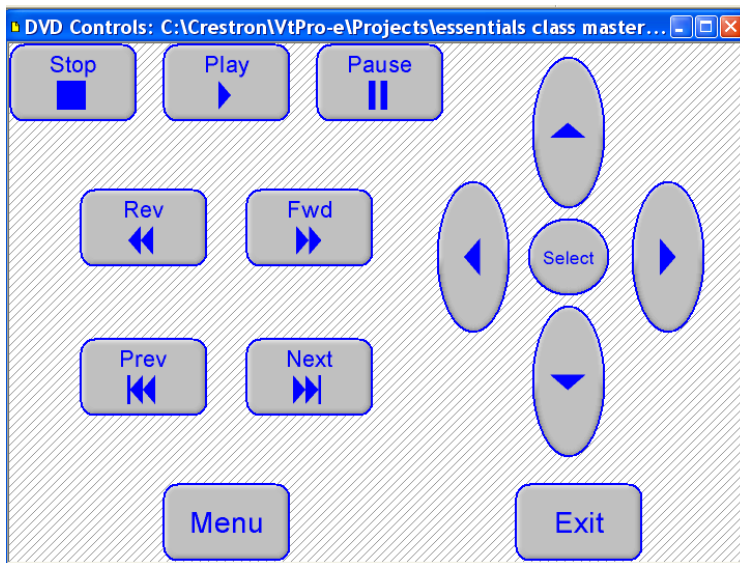 DVD Controls: C:\Crestron\VtPro-e\Projects\essentials class master...
Stop Play Pause
Rev Fwd
Select
Prev Next
Menu Exit